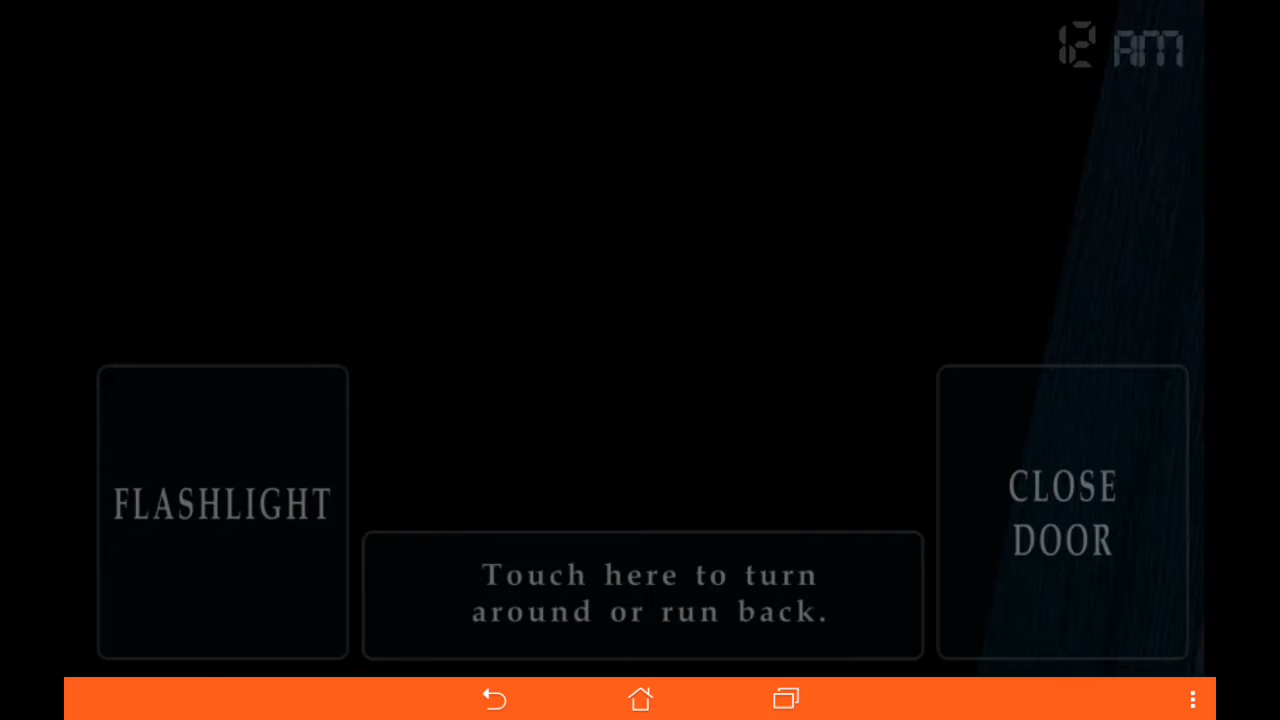 12 AM
FLASHLIGHT
CLOSE
DOOR
Touch here to turn
around or run back.